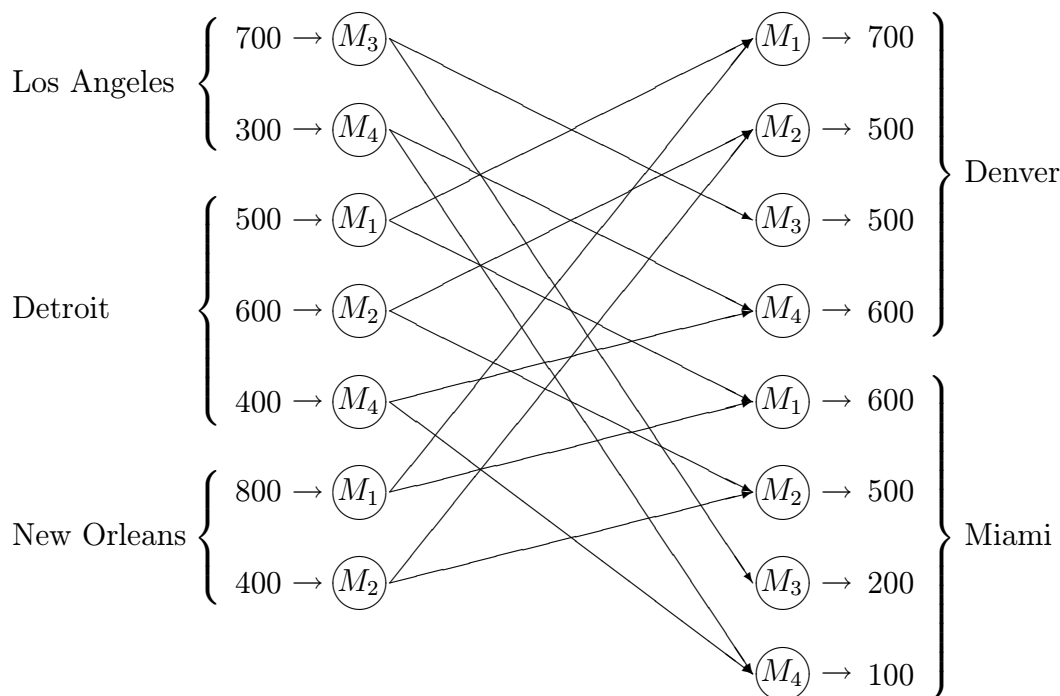 700 → M₃ M₁ → 700
Los Angeles
300 → M₄ M₂ → 500
Denver
500 → M₁ M₃ → 500
Detroit 600 → M₂ M₄ → 600
400 → M₄ M₁ → 600
800 → M₁ M₂ → 500
New Orleans Miami
400 → M₂ M₃ → 200
M₄ → 100